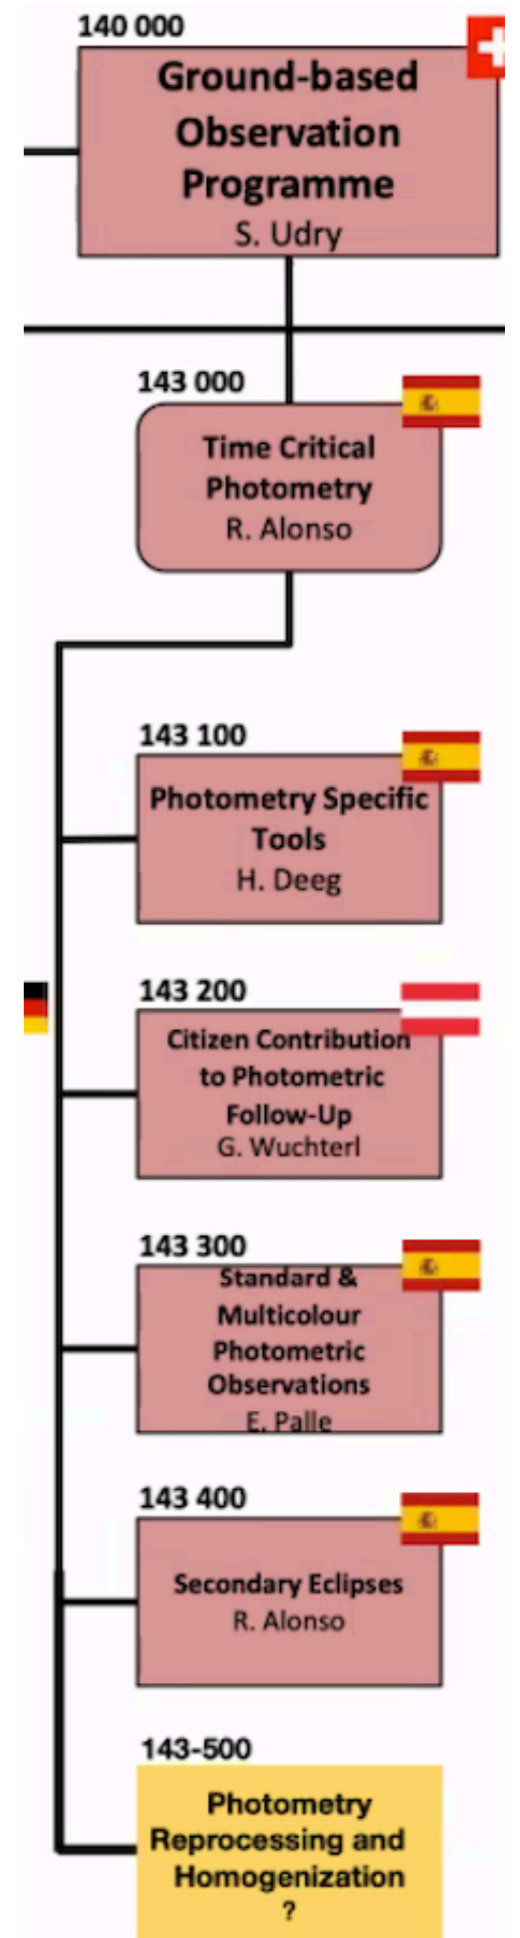 140 000
Ground-based
Observation
Programme
S. Udry
143 000
Time Critical
Photometry
R. Alonso
143 100
Photometry Specific
Tools
H. Deeg
143 200
Citizen Contribution
to Photometric
Follow-Up
G. Wuchterl
143 300
Standard &
Multicolour
Photometric
Observations
E. Palle
143 400
Secondary Eclipses
R. Alonso
143-500
Photometry
Reprocessing and
Homogenization
?